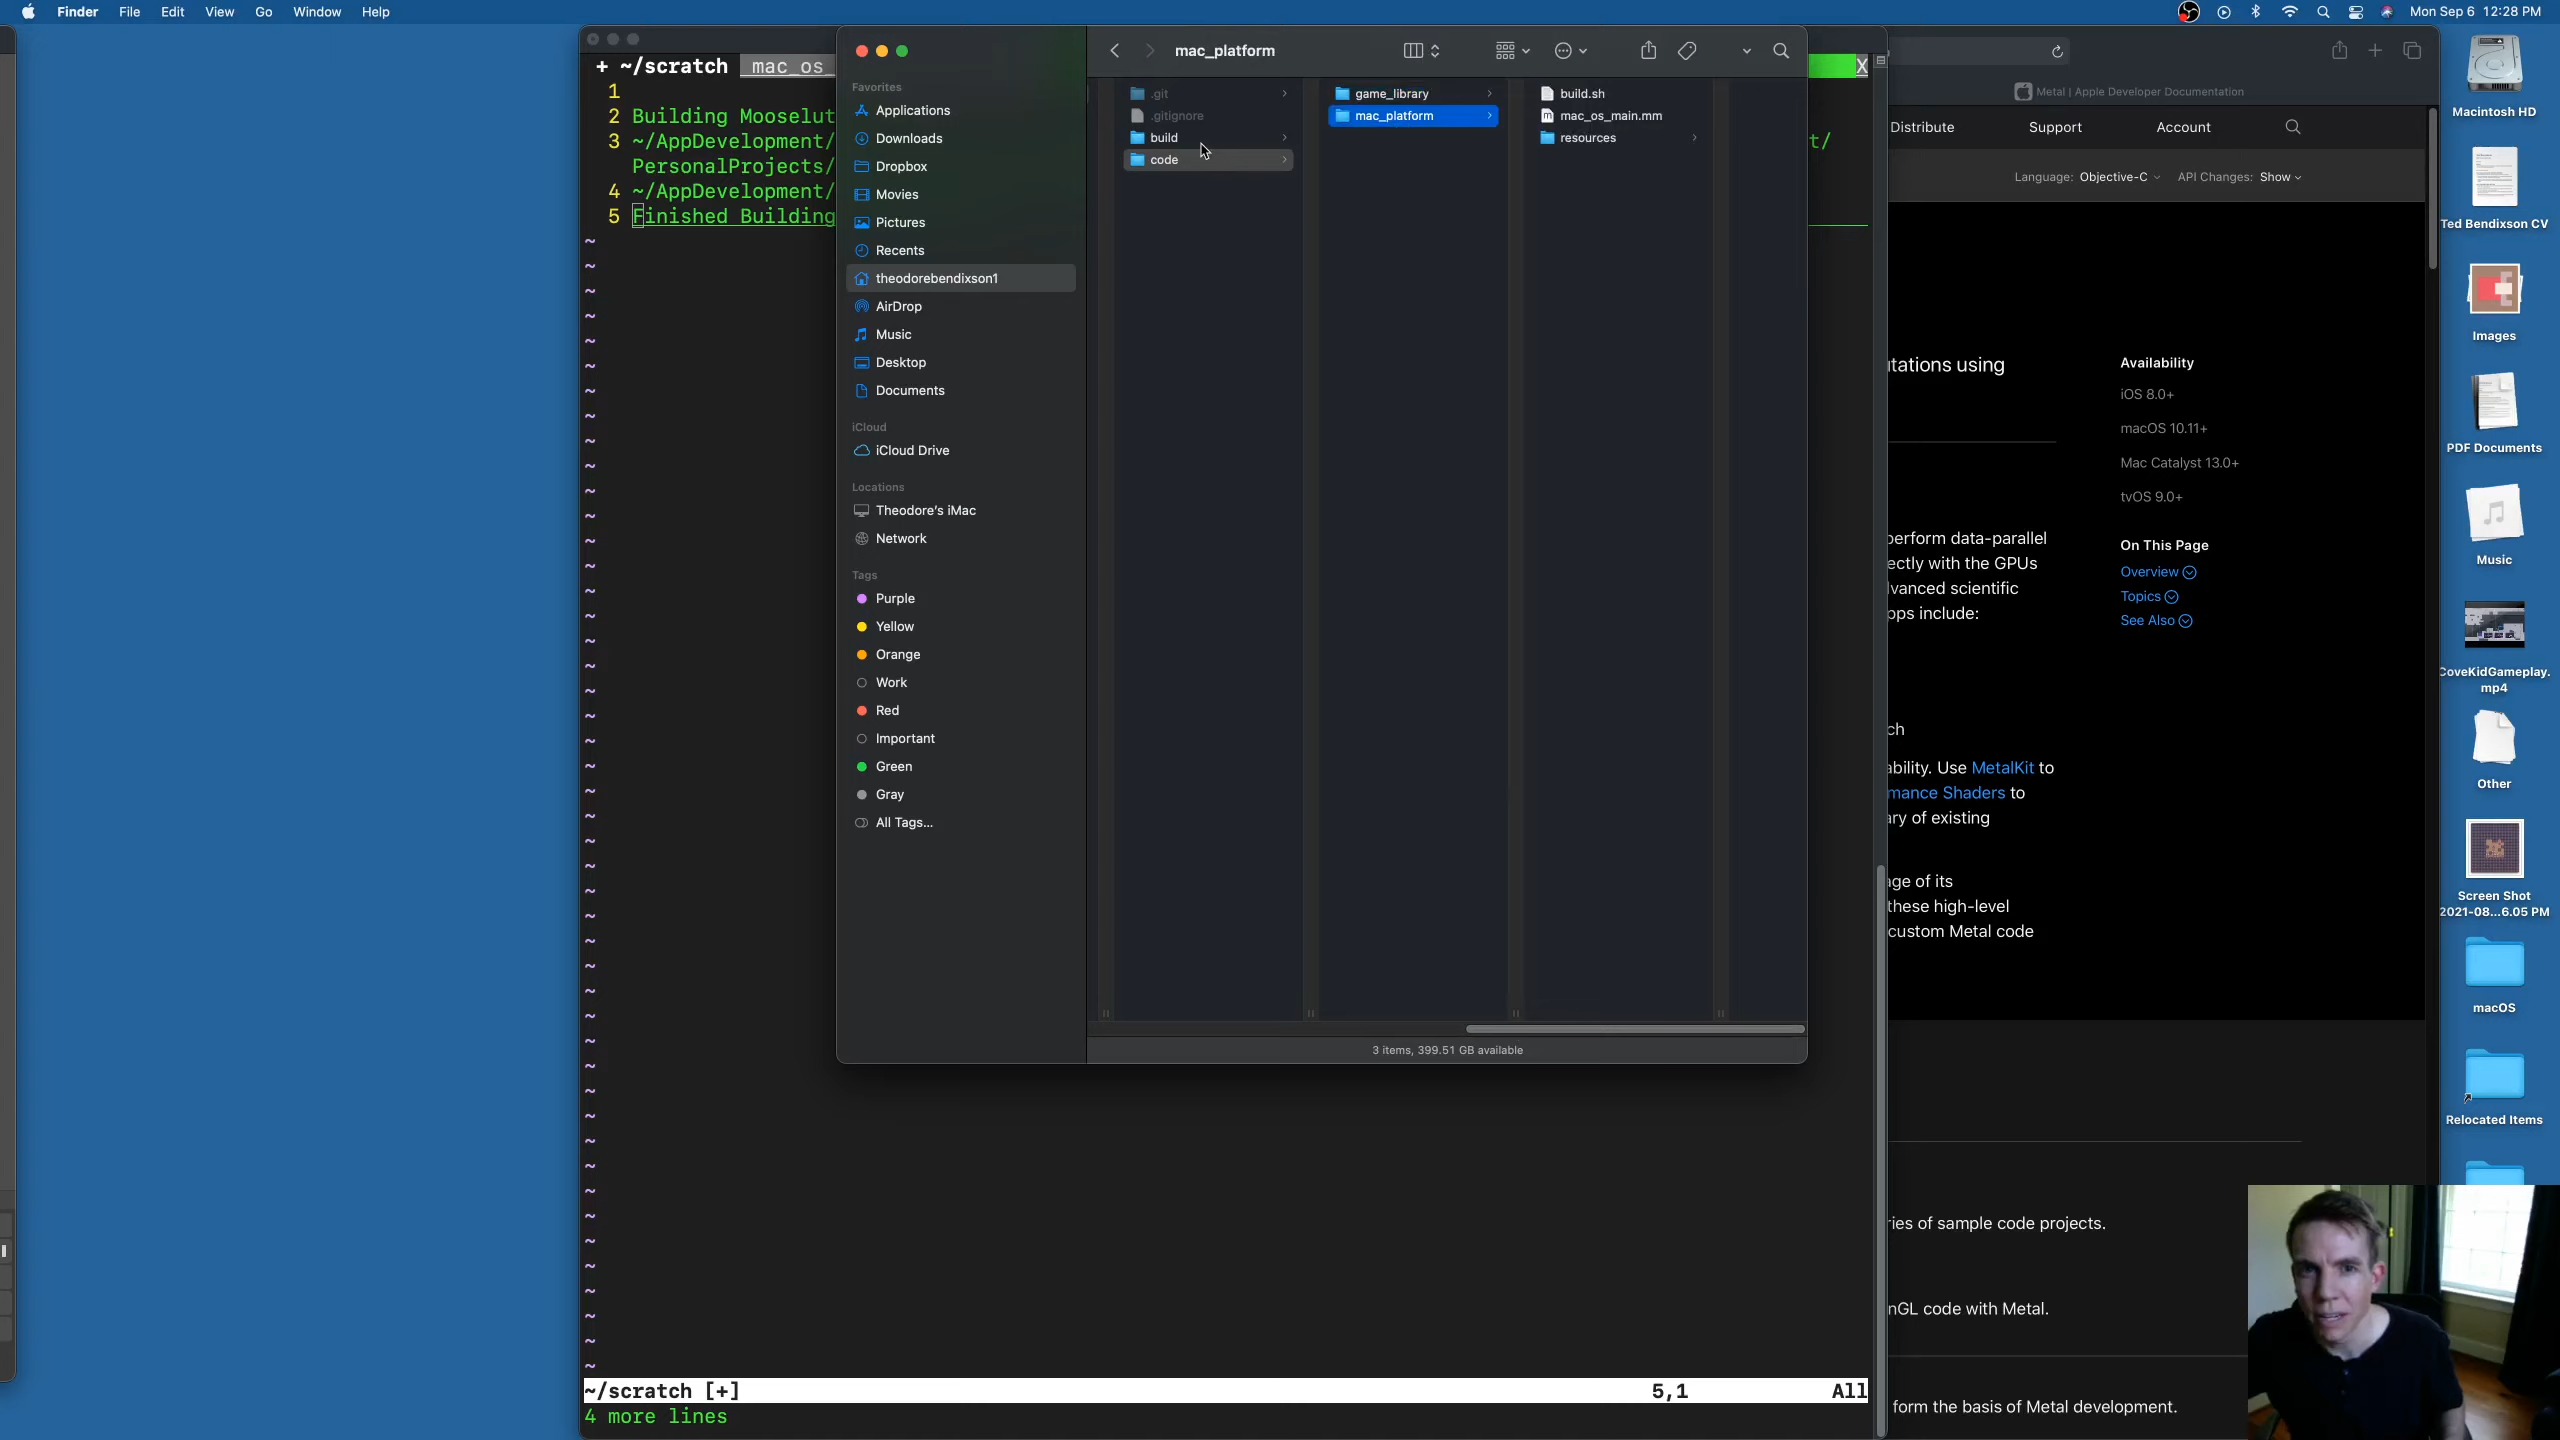 Finder File Edit View Go Window Help
Mon Sep 6 12:28 PM
+ ~/scratch mac_os_
X
1
2 Building Mooselut
3 ~/AppDevelopment/
t/
PersonalProjects/
4 ~/AppDevelopment/
5 Finished Building
~/scratch [+] 5,1 All
4 more lines
mac_platform
Favorites
Applications
Downloads
Dropbox
Movies
Pictures
Recents
theodorebendixson1
AirDrop
Music
Desktop
Documents
iCloud
iCloud Drive
Locations
Theodore's iMac
Network
Tags
Purple
Yellow
Orange
Work
Red
Important
Green
Gray
All Tags...
.git
.gitignore
build
code
game_library
mac_platform
build.sh
mac_os_main.mm
resources
3 items, 399.51 GB available
Metal | Apple Developer Documentation
Distribute Support Account
Language: Objective-C API Changes: Show
tations using
Availability
iOS 8.0+
macOS 10.11+
Mac Catalyst 13.0+
tvOS 9.0+
On This Page
Overview
Topics
See Also
perform data-parallel
ectly with the GPUs
lvanced scientific
pps include:
ch
ability. Use MetalKit to
mance Shaders to
ary of existing
age of its
these high-level
custom Metal code
ries of sample code projects.
nGL code with Metal.
form the basis of Metal development.
Macintosh HD
Ted Bendixson CV
Images
PDF Documents
Music
CoveKidGameplay.
mp4
Other
Screen Shot
2021-08...6.05 PM
macOS
Relocated Items